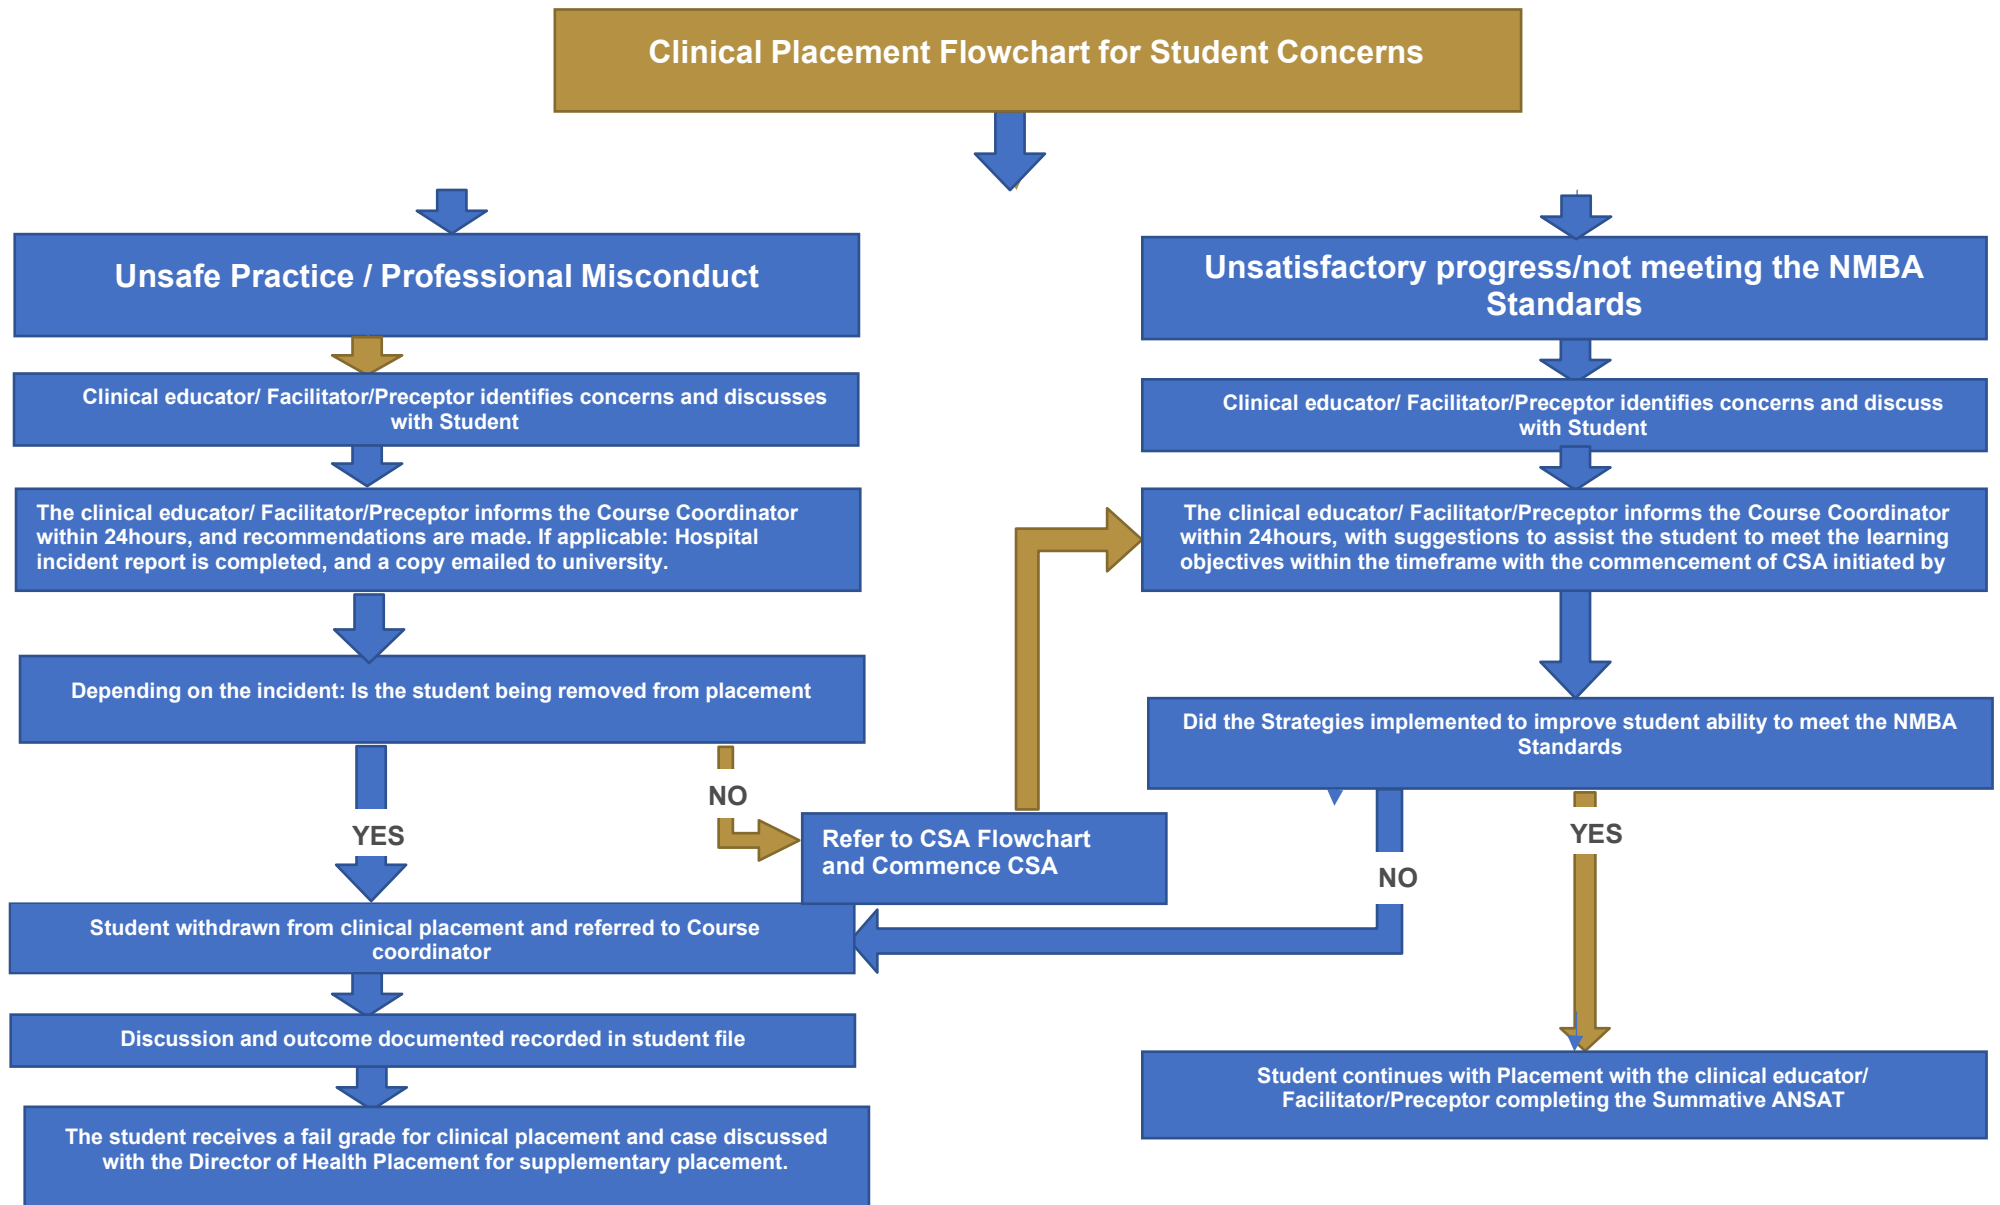 Clinical Placement Flowchart for Student Concerns
Unsafe Practice / Professional Misconduct
Clinical educator/ Facilitator/Preceptor identifies concerns and discusses
with Student
The clinical educator/ Facilitator/Preceptor informs the Course Coordinator
within 24hours, and recommendations are made. If applicable: Hospital
incident report is completed, and a copy emailed to university.
Depending on the incident: Is the student being removed from placement
YES
NO
Refer to CSA Flowchart
and Commence CSA
Student withdrawn from clinical placement and referred to Course
coordinator
Discussion and outcome documented recorded in student file
The student receives a fail grade for clinical placement and case discussed
with the Director of Health Placement for supplementary placement.
Unsatisfactory progress/not meeting the NMBA
Standards
Clinical educator/ Facilitator/Preceptor identifies concerns and discuss
with Student
The clinical educator/ Facilitator/Preceptor informs the Course Coordinator
within 24hours, with suggestions to assist the student to meet the learning
objectives within the timeframe with the commencement of CSA initiated by
Did the Strategies implemented to improve student ability to meet the NMBA
Standards
NO
YES
Student continues with Placement with the clinical educator/
Facilitator/Preceptor completing the Summative ANSAT